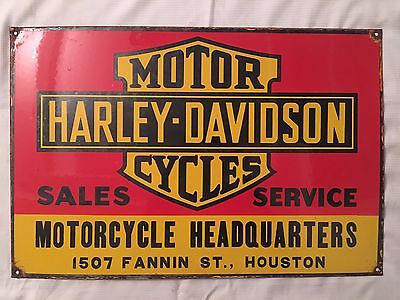 MOTOR
HARLEY-DAVIDSON
CYCLES
SALES SERVICE
MOTORCYCLE HEADQUARTERS
1507 FANNIN ST., HOUSTON